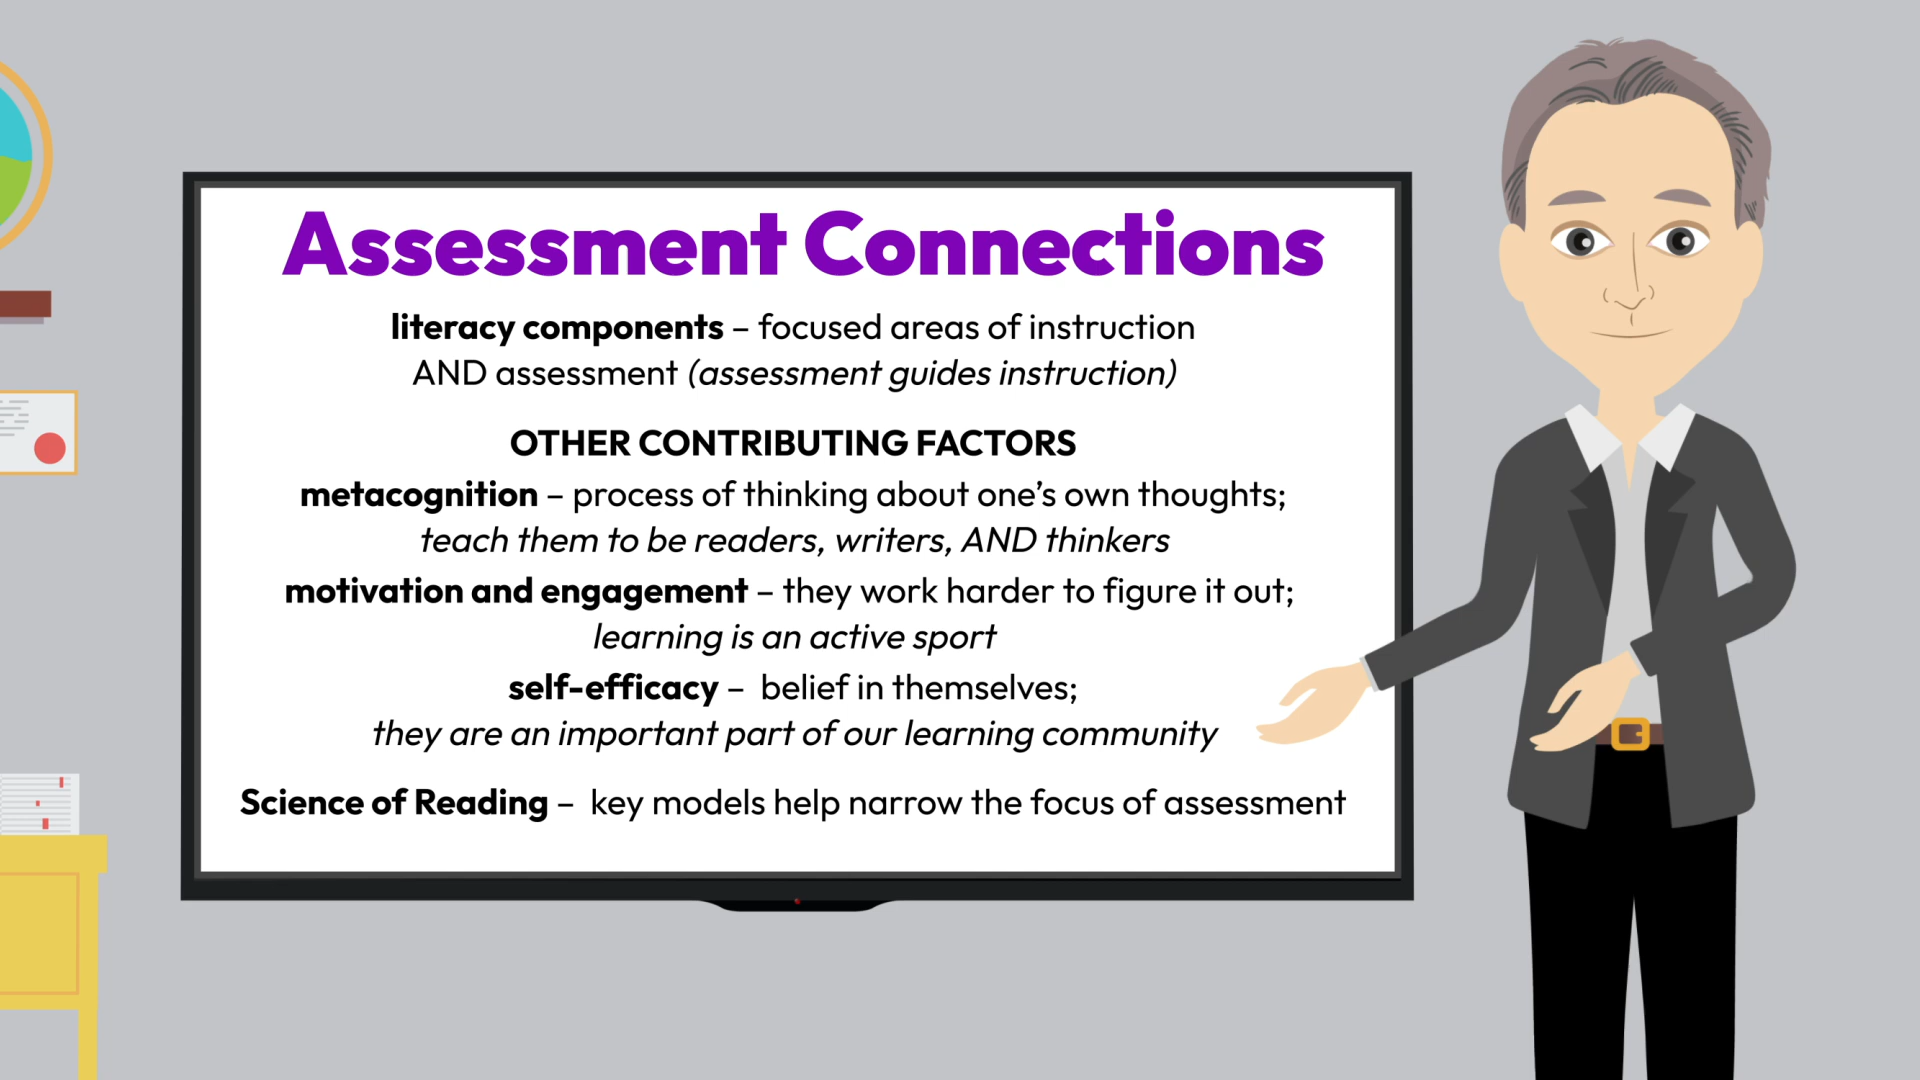 Assessment Connections
literacy components – focused areas of instruction
AND assessment (assessment guides instruction)
OTHER CONTRIBUTING FACTORS
metacognition – process of thinking about one’s own thoughts;
teach them to be readers, writers, AND thinkers
motivation and engagement – they work harder to figure it out;
learning is an active sport
self-efficacy – belief in themselves;
they are an important part of our learning community
Science of Reading – key models help narrow the focus of assessment